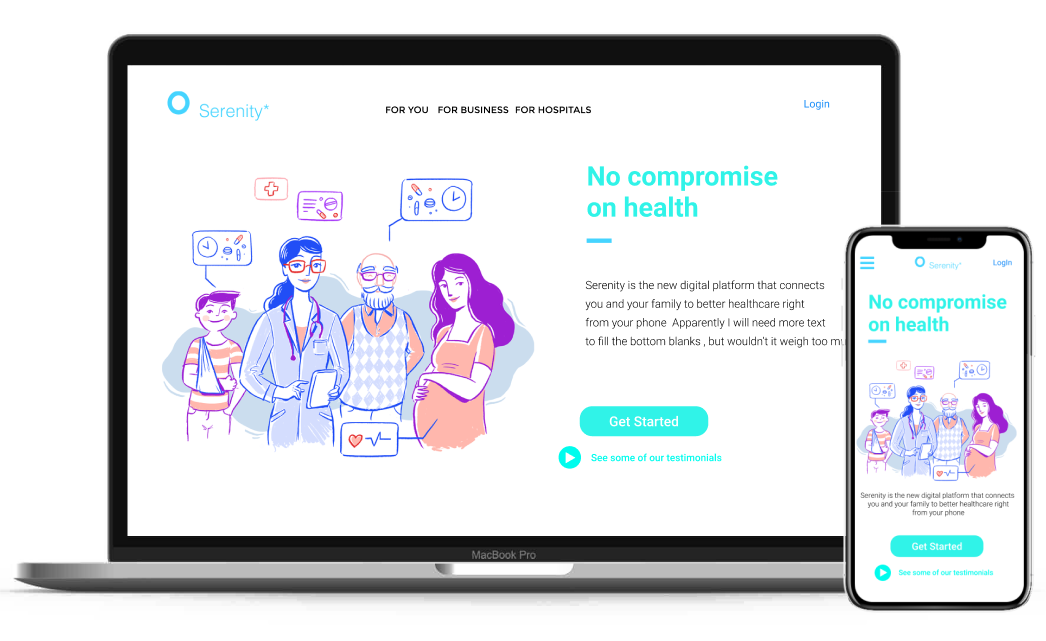 Serenity*
FOR YOU FOR BUSINESS FOR HOSPITALS
Login
No compromise
on health
Serenity is the new digital platform that connects
you and your family to better healthcare right
from your phone Apparently I will need more text
to fill the bottom blanks , but wouldn't it weigh too
Get Started
See some of our testimonials
MacBook Pro
Serenity*
Login
No compromise
on health
Serenity is the new digital platform that connects
you and your family to better healthcare right
from your phone
Get Started
See some of our testimonials